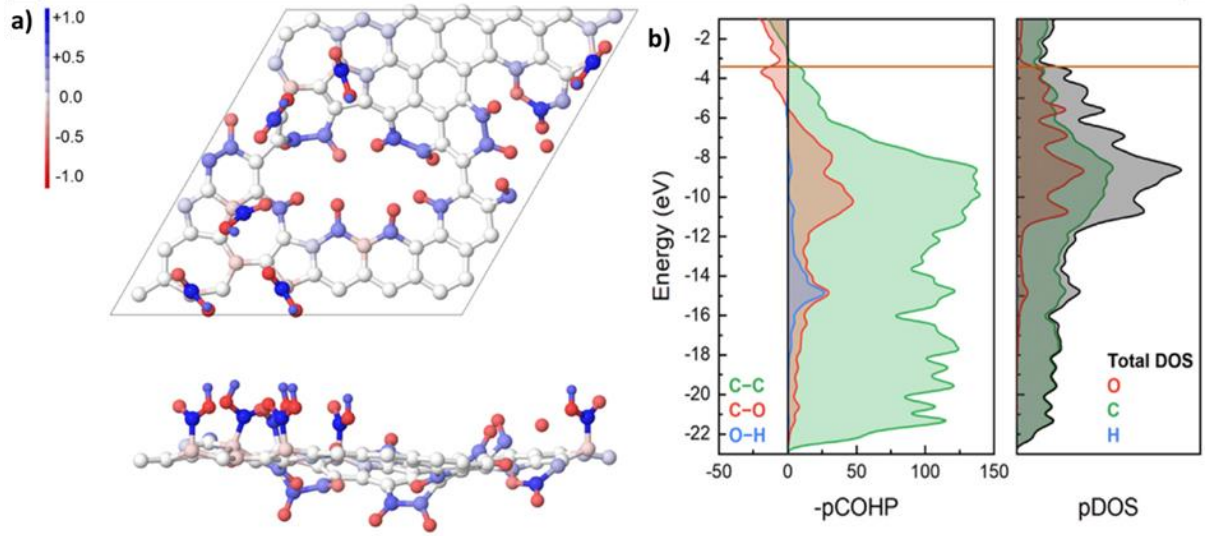 a)
+1.0
+0.5
0.0
-0.5
-1.0
b)
Energy (eV)
-2
-4
-6
-8
-10
-12
-14
-16
-18
-20
-22
C–C
C–O
O–H
-50 0 50 100 150
-pCOHP
Total DOS
O
C
H
pDOS